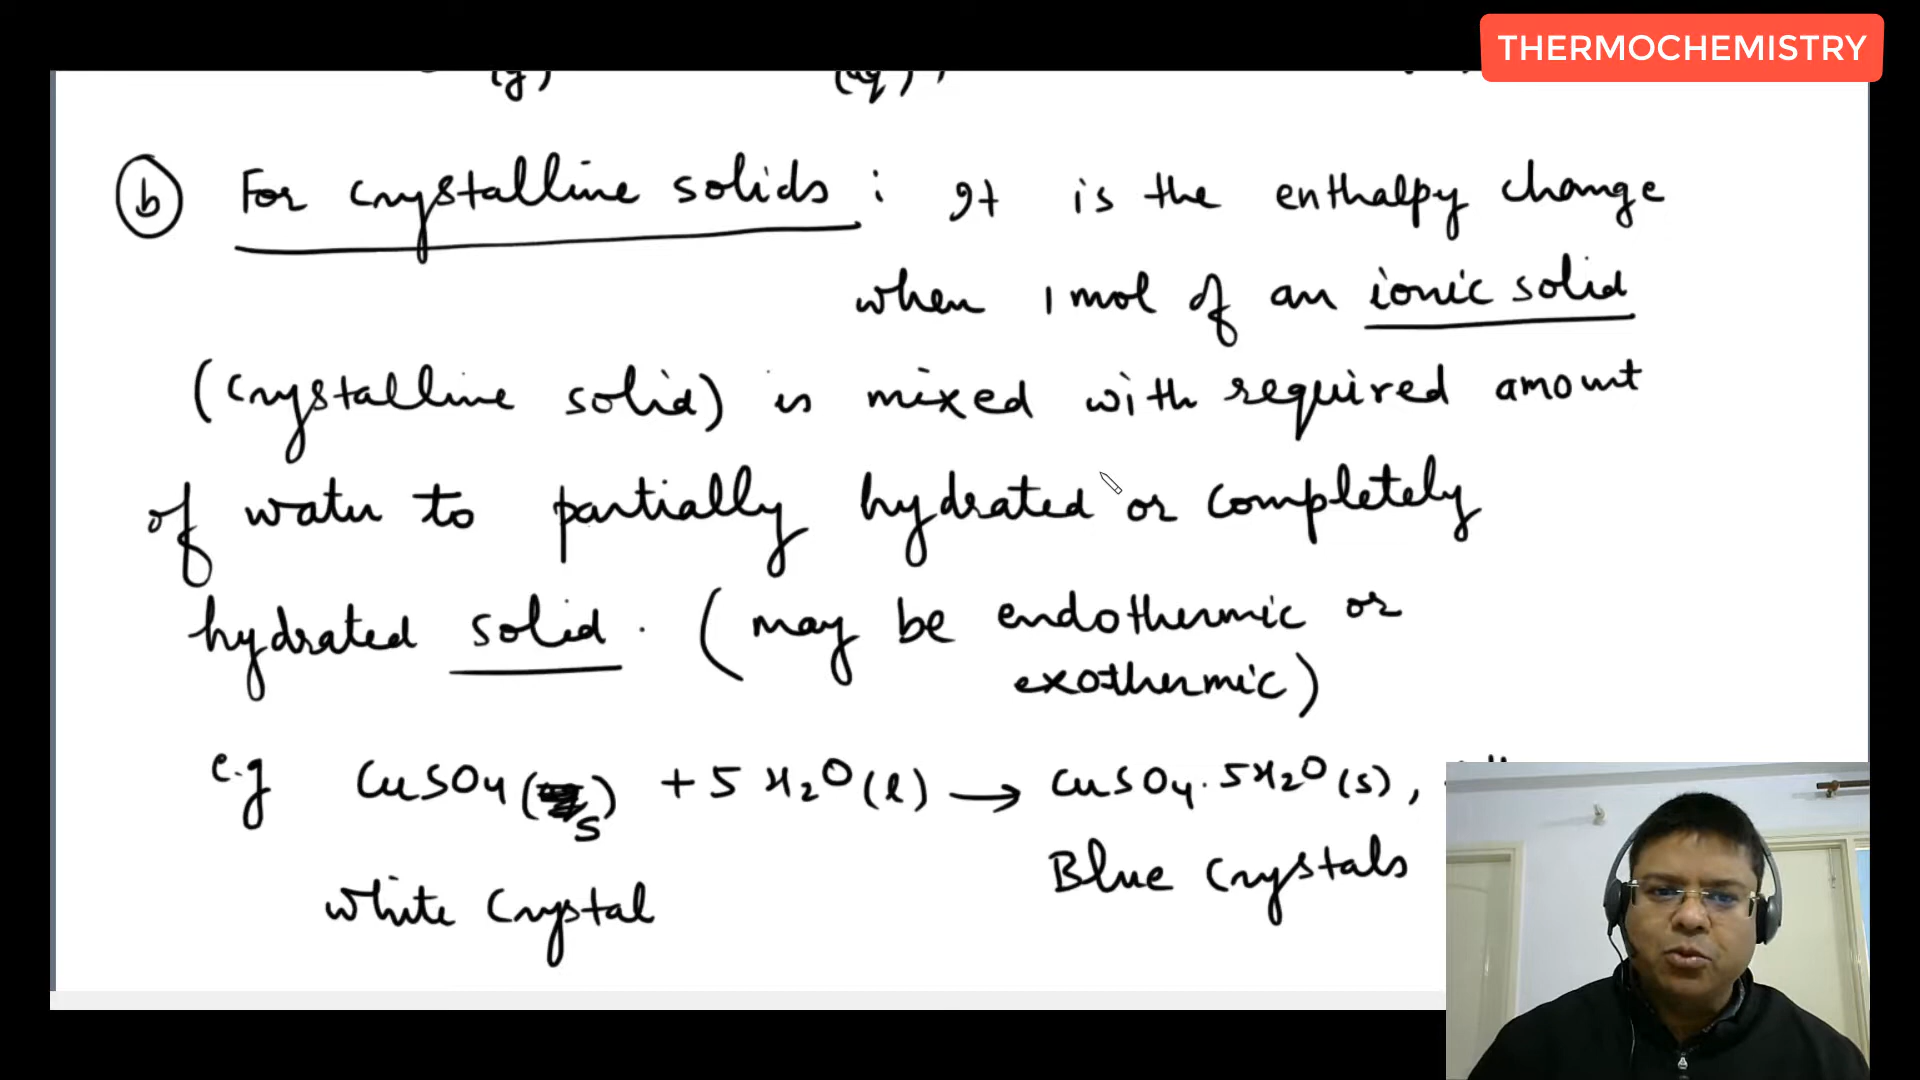 THERMOCHEMISTRY
(g) (aq),
(b) For crystalline solids : It is the enthalpy change
when 1 mol of an ionic solid
(crystalline solid) is mixed with required amount
of water to partially hydrated or completely
hydrated solid. (may be endothermic or
exothermic)
e.g CuSO4(s) + 5 H2O(l) → CuSO4.5H2O(s),
White Crystal Blue Crystals